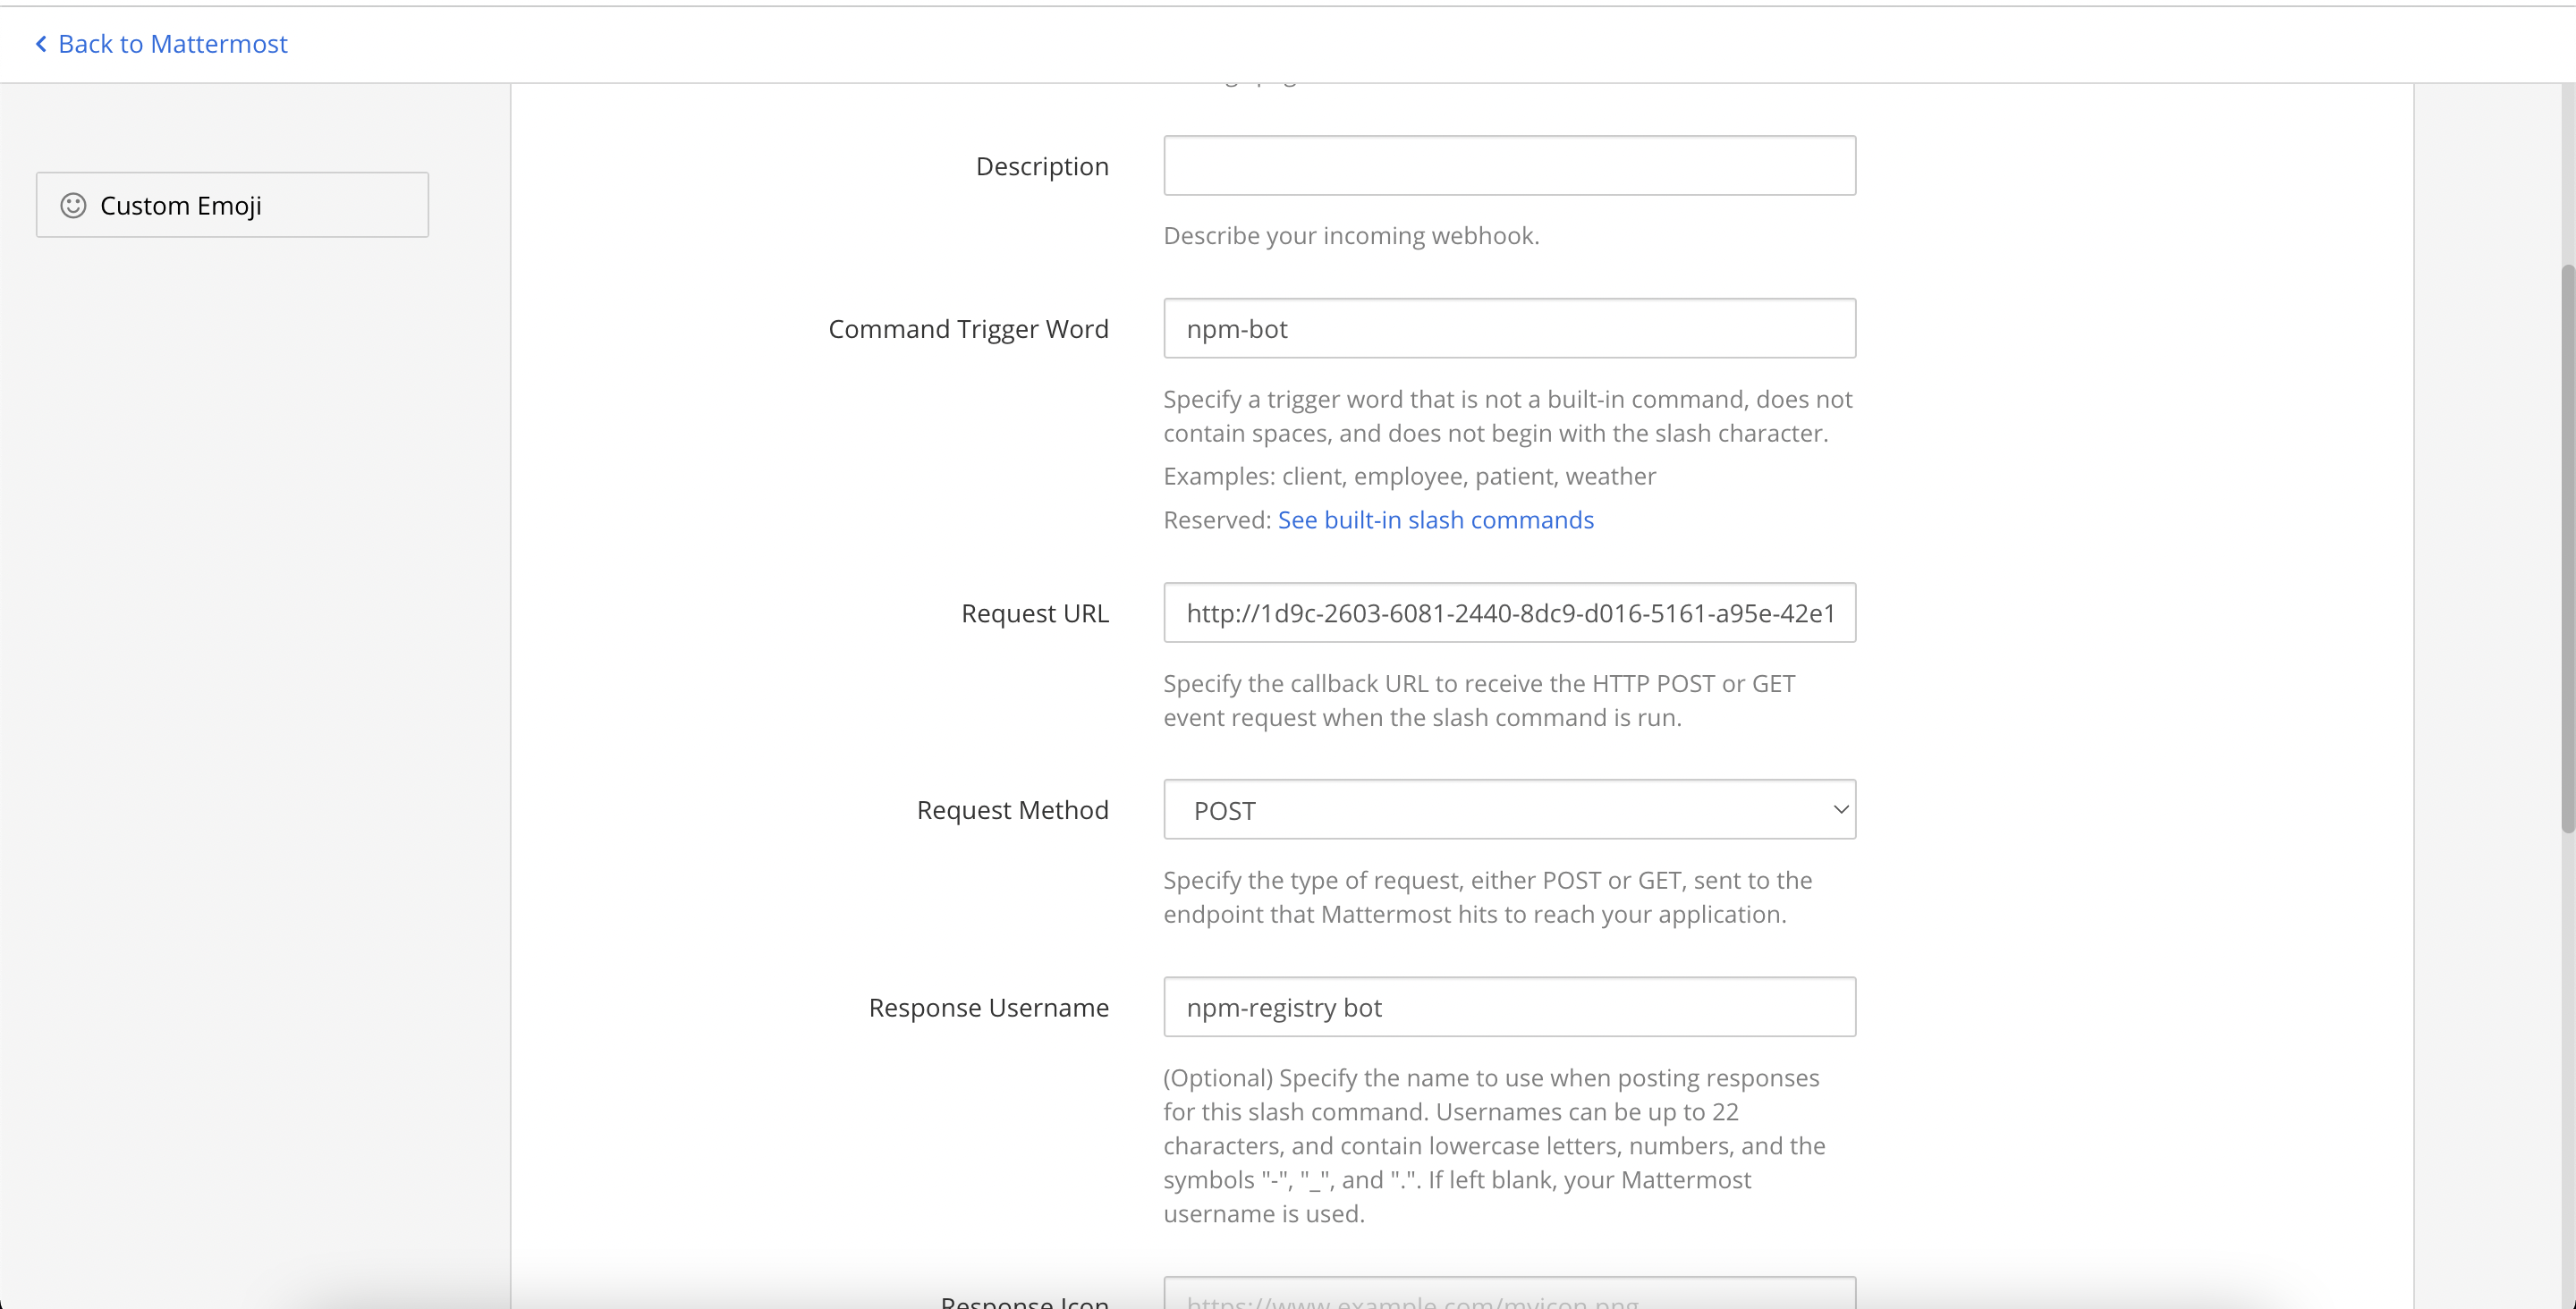 Back to Mattermost
Custom Emoji
Description
Describe your incoming webhook.
Command Trigger Word
npm-bot
Specify a trigger word that is not a built-in command, does not
contain spaces, and does not begin with the slash character.
Examples: client, employee, patient, weather
Reserved: See built-in slash commands
Request URL
http://1d9c-2603-6081-2440-8dc9-d016-5161-a95e-42e1
Specify the callback URL to receive the HTTP POST or GET
event request when the slash command is run.
Request Method
POST
Specify the type of request, either POST or GET, sent to the
endpoint that Mattermost hits to reach your application.
Response Username
npm-registry bot
(Optional) Specify the name to use when posting responses
for this slash command. Usernames can be up to 22
characters, and contain lowercase letters, numbers, and the
symbols "-", "_", and ".". If left blank, your Mattermost
username is used.
Response Icon
https://www.example.com/myicon.png